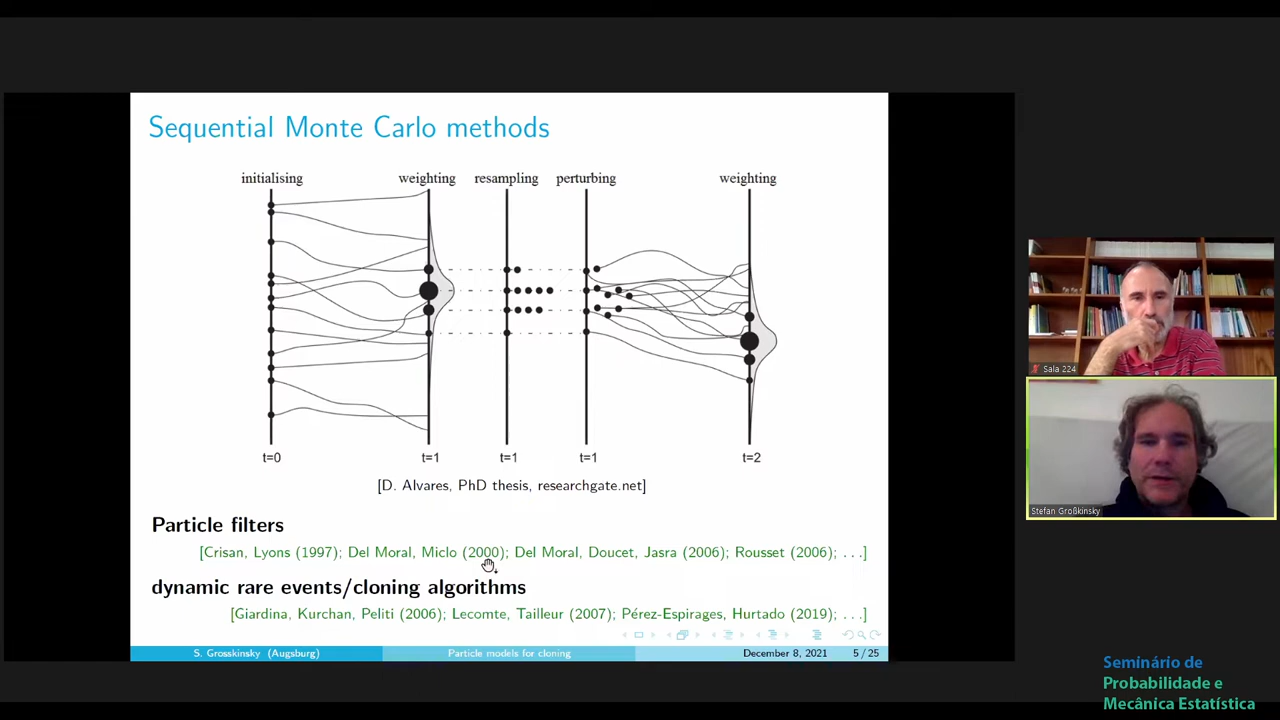 Sequential Monte Carlo methods
initialising weighting resampling perturbing weighting
t=0 t=1 t=1 t=1 t=2
[D. Alvares, PhD thesis, researchgate.net]
Particle filters
[Crisan, Lyons (1997); Del Moral, Miclo (2000); Del Moral, Doucet, Jasra (2006); Rousset (2006); ...]
dynamic rare events/cloning algorithms
[Giardina, Kurchan, Peliti (2006); Lecomte, Tailleur (2007); Pérez-Espirages, Hurtado (2019); ...]
S. Grosskinsky (Augsburg) Particle models for cloning December 8, 2021 5 / 25
Sala 224
Stefan Großkinsky
Seminário de
Probabilidade e
Mecânica Estatística